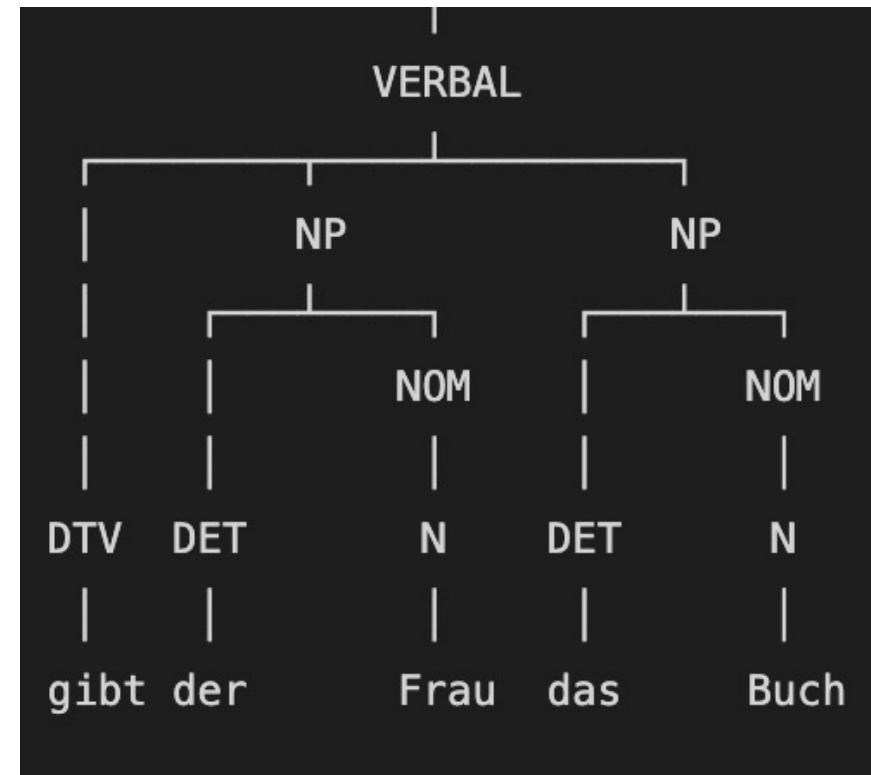 VERBAL
NP NP
NOM NOM
DTV DET N DET N
gibt der Frau das Buch